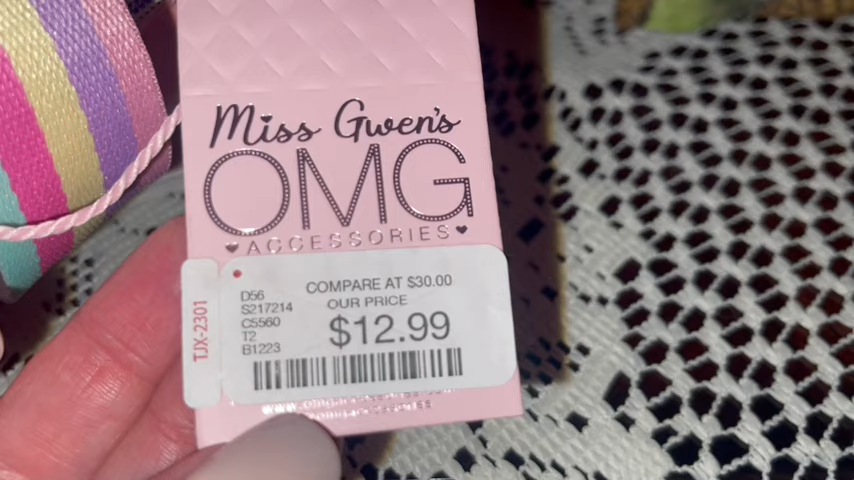 Miss Gwen's
OMG
ACCESSORIES
TJX-2301
D56
S217214
C5560
T2
B1223
COMPARE AT $30.00
OUR PRICE
$12.99